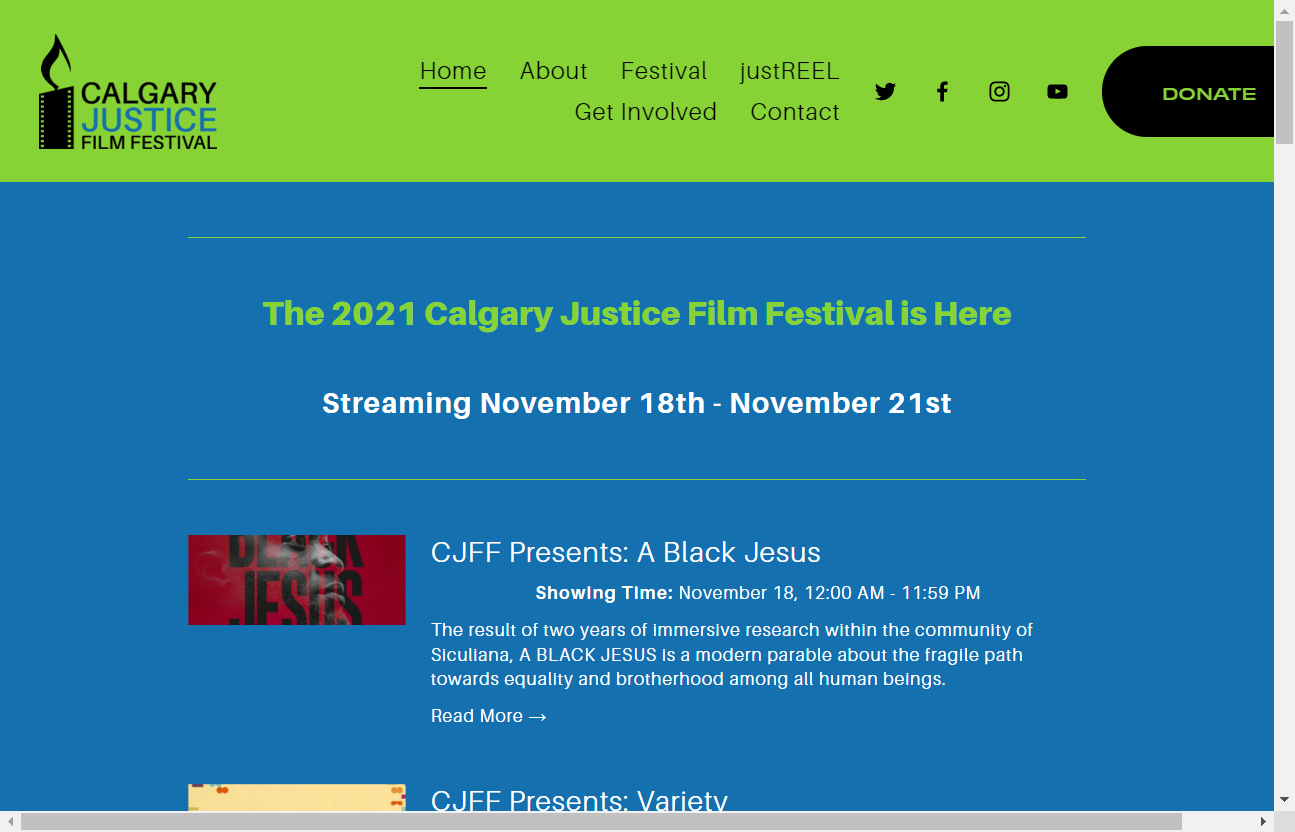 CALGARY
JUSTICE
FILM FESTIVAL
Home About Festival justREEL
Get Involved Contact
DONATE
The 2021 Calgary Justice Film Festival is Here
Streaming November 18th - November 21st
BLACK
JESUS
CJFF Presents: A Black Jesus
Showing Time: November 18, 12:00 AM - 11:59 PM
The result of two years of immersive research within the community of
Siculiana, A BLACK JESUS is a modern parable about the fragile path
towards equality and brotherhood among all human beings.
Read More →
CJFF Presents: Variety